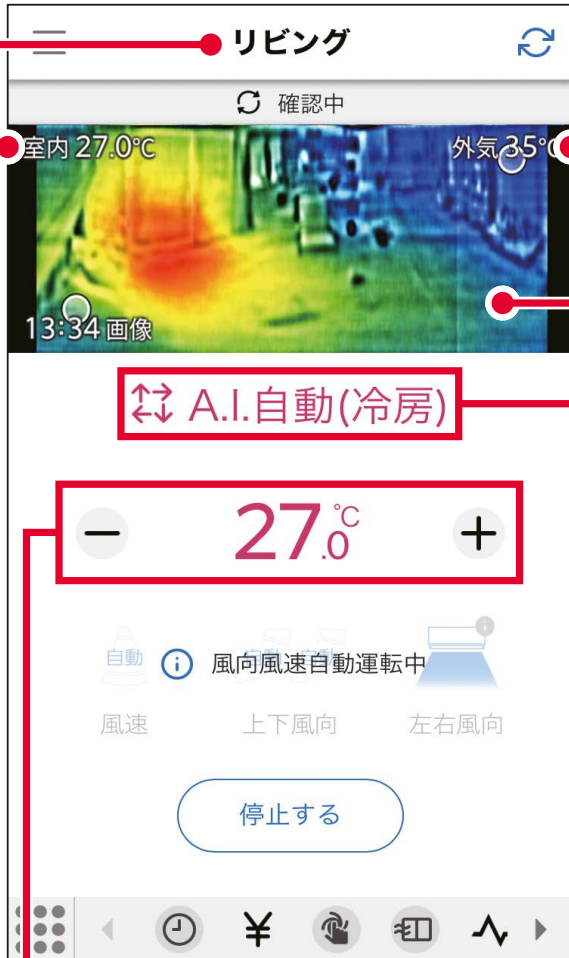 リビング
確認中
室内 27.0℃
外気 35℃
13:34 画像
A.I.自動(冷房)
27.0℃
自動
風向風速自動運転中
風速
上下風向
左右風向
停止する
¥